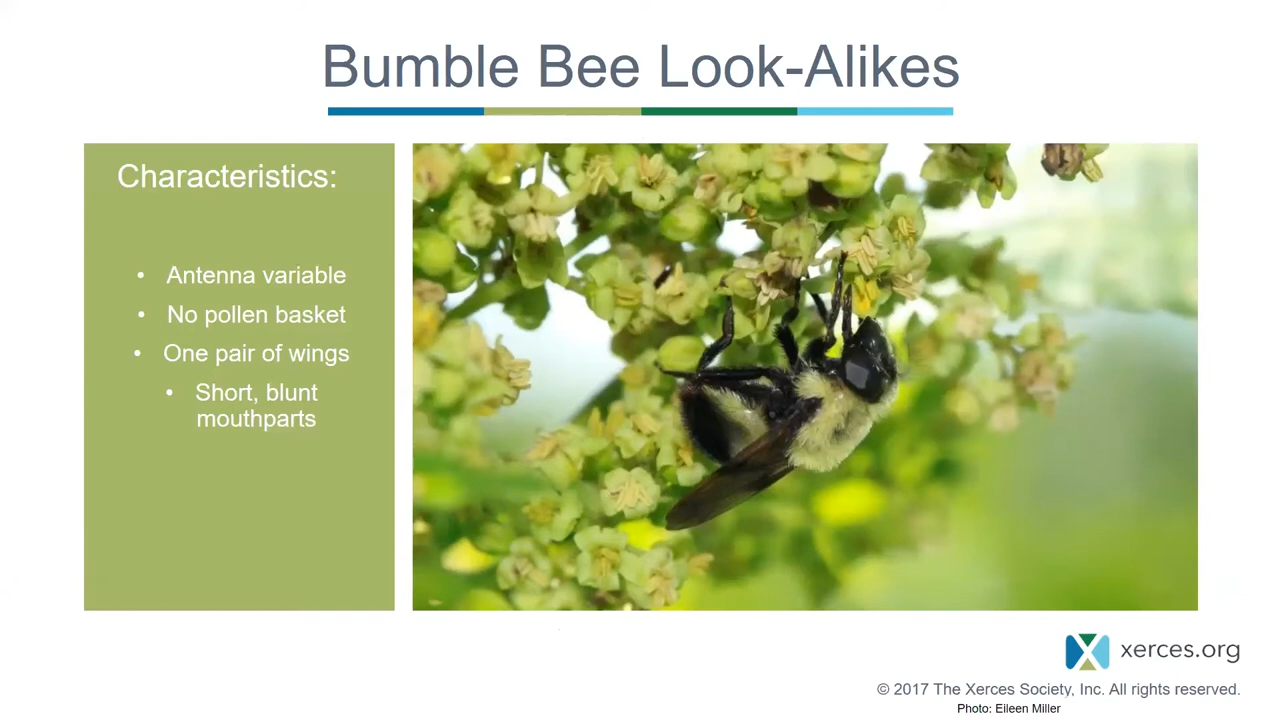 Bumble Bee Look-Alikes
Characteristics:
• Antenna variable
• No pollen basket
• One pair of wings
• Short, blunt
mouthparts
xerces.org
© 2017 The Xerces Society, Inc. All rights reserved.
Photo: Eileen Miller